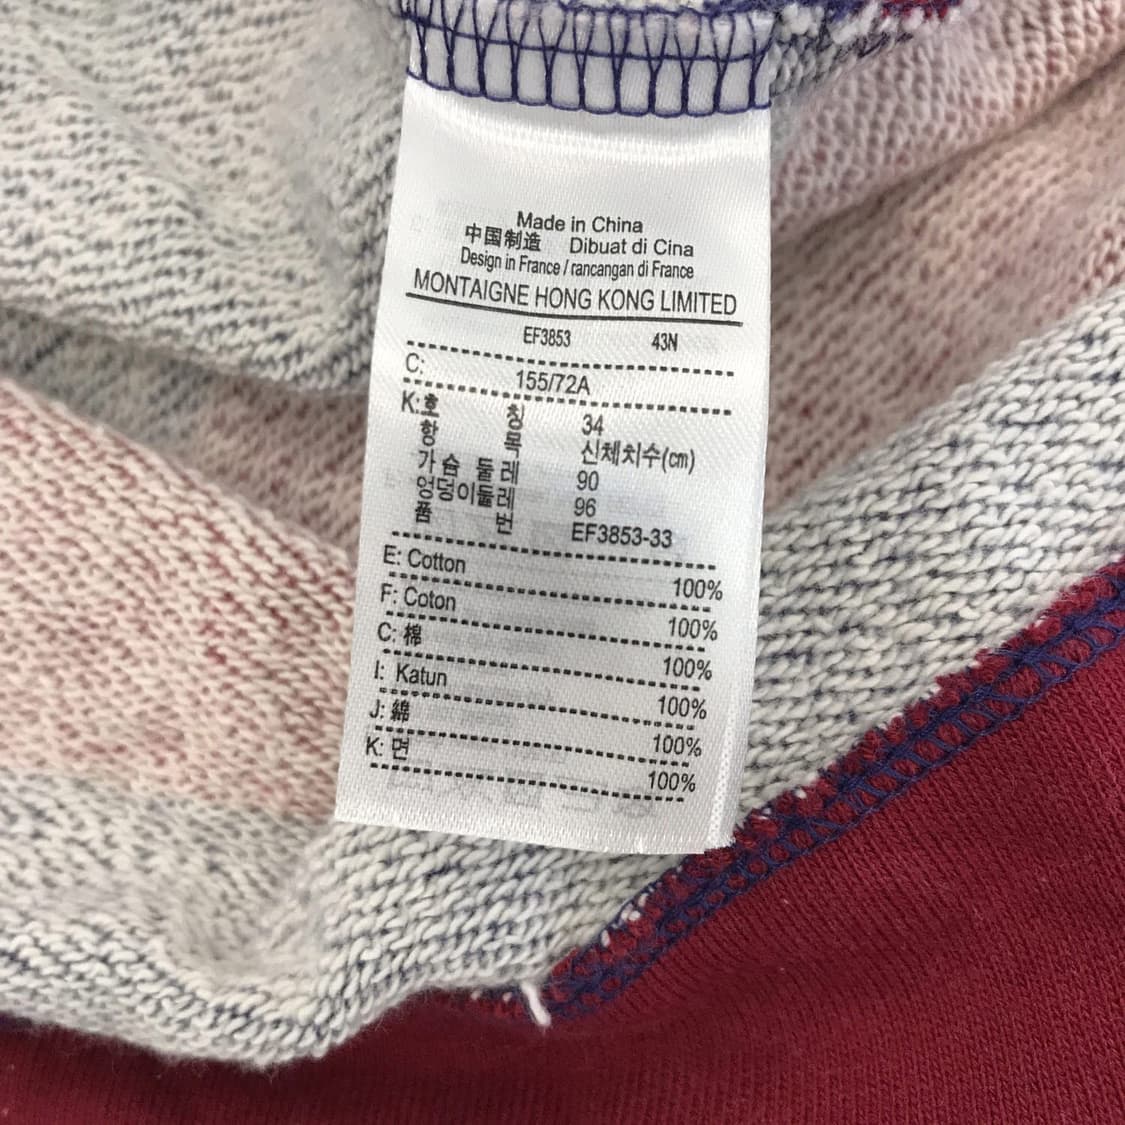 Made in China
中国制造 Dibuat di Cina
Design in France / rancangan di France
MONTAIGNE HONG KONG LIMITED
EF3853 43N
C: 155/72A
K:호 칭 34
항 목 신체치수(cm)
가슴 둘레 90
엉덩이둘레 96
품 번 EF3853-33
E: Cotton 100%
F: Coton 100%
C: 棉 100%
I: Katun 100%
J: 綿 100%
K: 면 100%